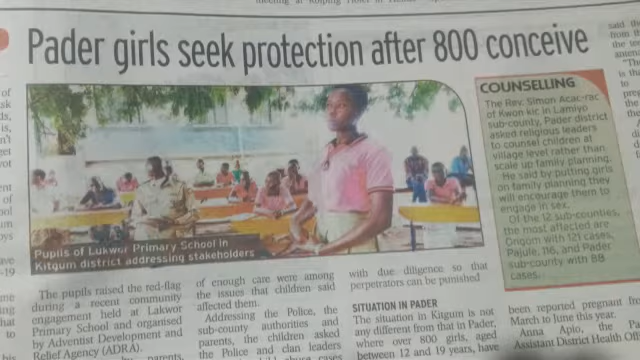 Pader girls seek protection after 800 conceive
Pupils of Lukwor Primary School in
Kitgum district addressing stakeholders
COUNSELLING
The Rev. Simon Acac-rac
of Kwon kic in Lamiyo
sub-county, Pader district
asked religious leaders
to counsel children at
village level rather than
scale up family planning.
He said by putting girls
on family planning they
will encourage them to
engage in sex.
Of the 12 sub-counties,
the most affected are
with 121 cases,
Pajule, 116, and Pader
sub-county with
cases.
The pupils raised the red-flag
during a recent community
engagement held at Lakwor
Primary School and organised
by Adventist Development and
Relief Agency (ADRA).
of enough care were among
the issues that children said
affected them.
Addressing the Police, the
sub-county authorities and
parents, the children asked
the Police and clan leaders
with due diligence so that
perpetrators can be punished
SITUATION IN PADER
The situation in Kitgum is not
any different from that in Pader,
where over 800 girls, aged
between 12 and 19 years, have
been reported pregnant
March to June this year.
Anna Apio, the
Assistant District Health